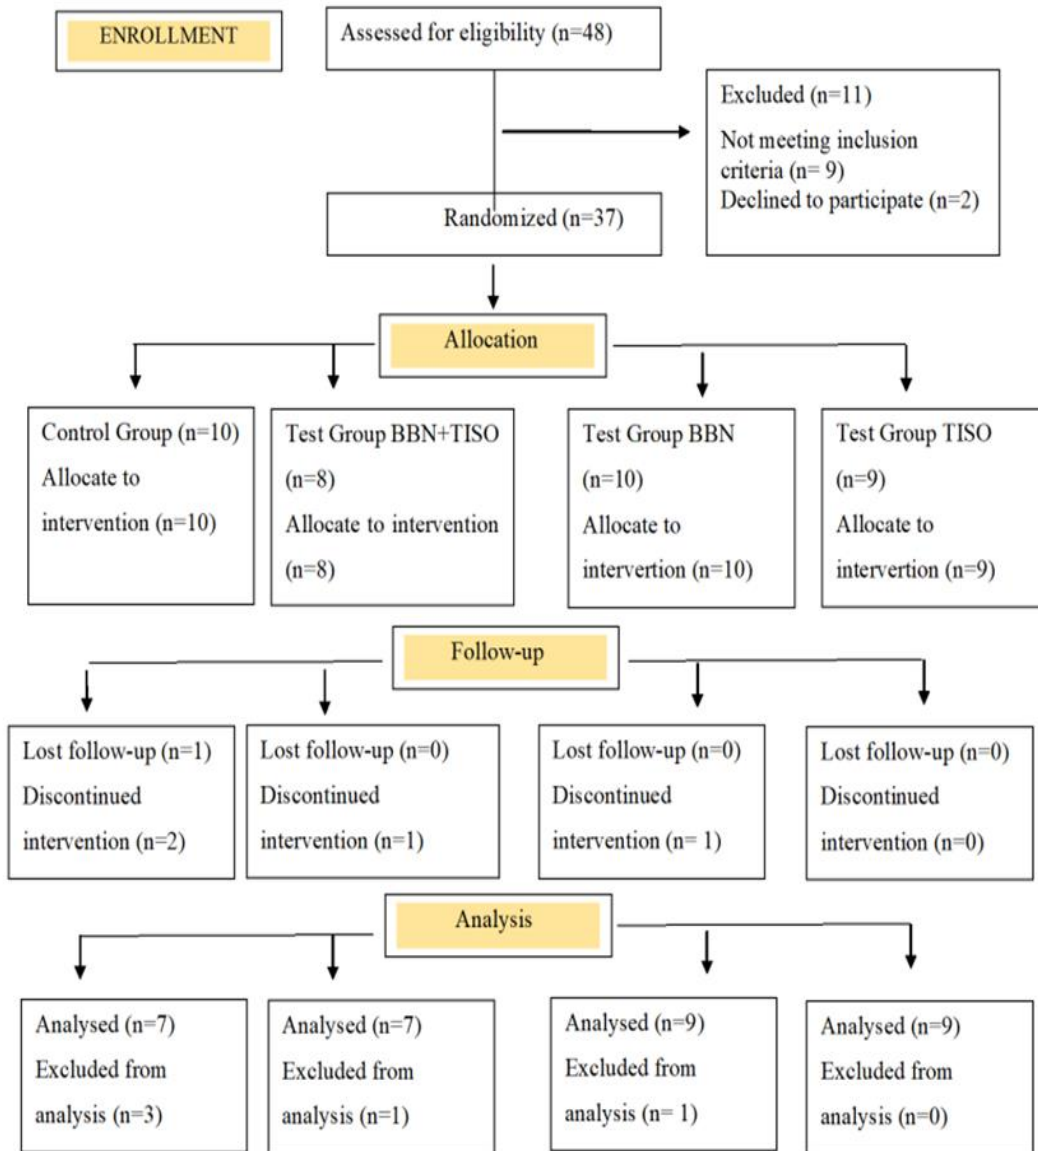 ENROLLMENT
Assessed for eligibility (n=48)
Excluded (n=11)
Not meeting inclusion
criteria (n= 9)
Declined to participate (n=2)
Randomized (n=37)
Allocation
Control Group (n=10)
Allocate to
intervention (n=10)
Test Group BBN+TISO
(n=8)
Allocate to intervention
(n=8)
Test Group BBN
(n=10)
Allocate to
intervertion (n=10)
Test Group TISO
(n=9)
Allocate to
intervertion (n=9)
Follow-up
Lost follow-up (n=1)
Discontinued
intervention (n=2)
Lost follow-up (n=0)
Discontinued
intervention (n=1)
Lost follow-up (n=0)
Discontinued
intervention (n= 1)
Lost follow-up (n=0)
Discontinued
intervention (n=0)
Analysis
Analysed (n=7)
Excluded from
analysis (n=3)
Analysed (n=7)
Excluded from
analysis (n=1)
Analysed (n=9)
Excluded from
analysis (n= 1)
Analysed (n=9)
Excluded from
analysis (n=0)